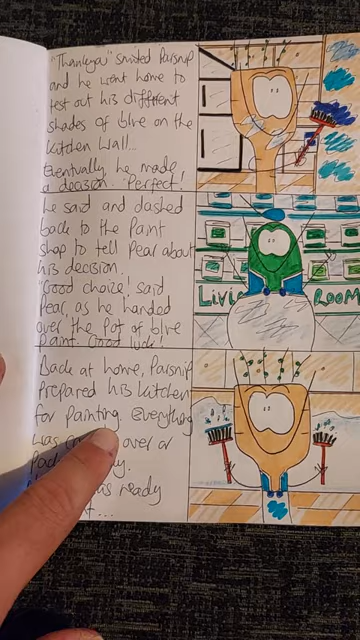 "Thankyou" smiled Parsnip
and he went home to
test out his different
shades of blue on the
kitchen wall...
Eventually, he made
a decision. "Perfect!
he said and dashed
back to the Paint
shop to tell Pear about
his decision.
"Good choice! said
Pear, as he handed
over the Pot of blue
paint. Good luck!
Back at home, Parsnip
prepared his kitchen
for painting. Everything
was over or
ready
LIVI ROOM